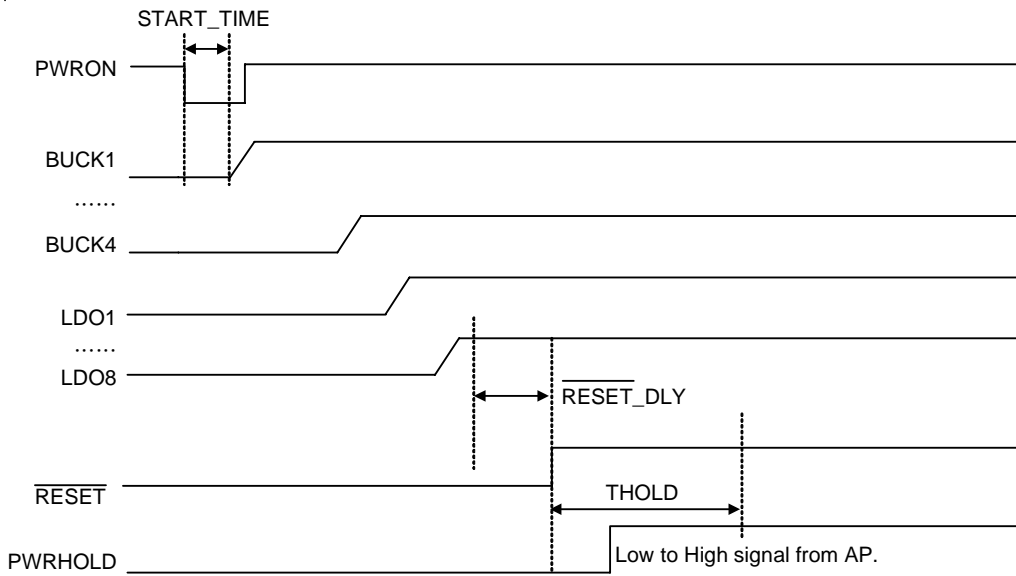 START_TIME
PWRON
BUCK1
……
BUCK4
LDO1
……
LDO8
RESET_DLY
RESET
THOLD
PWRHOLD
Low to High signal from AP.